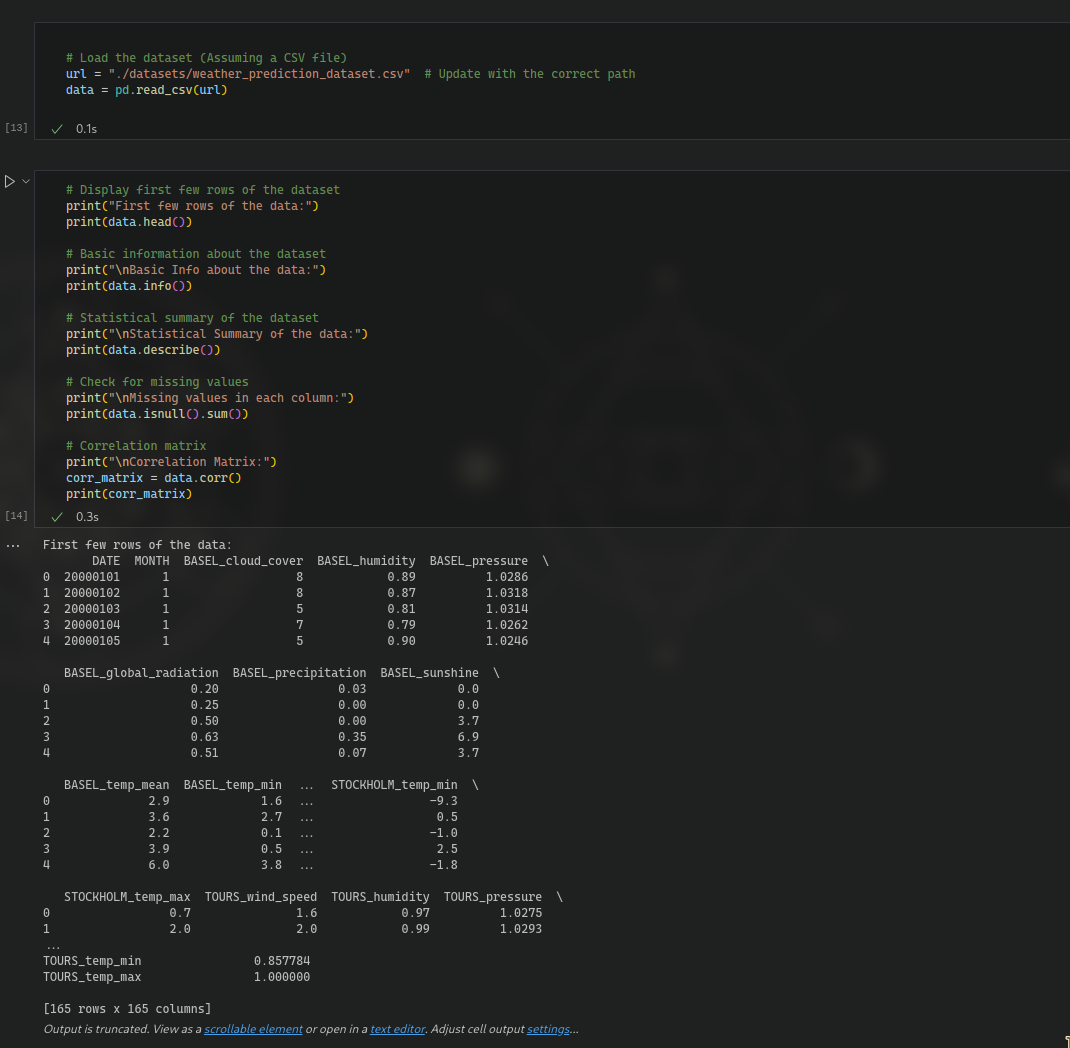 # Load the dataset (Assuming a CSV file)
url = "./datasets/weather_prediction_dataset.csv"  # Update with the correct path
data = pd.read_csv(url)
[13]
0.1s
# Display first few rows of the dataset
print("First few rows of the data:")
print(data.head())
# Basic information about the dataset
print("\nBasic Info about the data:")
print(data.info())
# Statistical summary of the dataset
print("\nStatistical Summary of the data:")
print(data.describe())
# Check for missing values
print("\nMissing values in each column:")
print(data.isnull().sum())
# Correlation matrix
print("\nCorrelation Matrix:")
corr_matrix = data.corr()
print(corr_matrix)
[14]
0.3s
... First few rows of the data:
       DATE  MONTH  BASEL_cloud_cover  BASEL_humidity  BASEL_pressure  \
0  20000101      1                  8            0.89          1.0286
1  20000102      1                  8            0.87          1.0318
2  20000103      1                  5            0.81          1.0314
3  20000104      1                  7            0.79          1.0262
4  20000105      1                  5            0.90          1.0246
   BASEL_global_radiation  BASEL_precipitation  BASEL_sunshine  \
0                    0.20                 0.03             0.0
1                    0.25                 0.00             0.0
2                    0.50                 0.00             3.7
3                    0.63                 0.35             6.9
4                    0.51                 0.07             3.7
   BASEL_temp_mean  BASEL_temp_min  ...  STOCKHOLM_temp_min  \
0              2.9             1.6  ...                -9.3
1              3.6             2.7  ...                 0.5
2              2.2             0.1  ...                -1.0
3              3.9             0.5  ...                 2.5
4              6.0             3.8  ...                -1.8
   STOCKHOLM_temp_max  TOURS_wind_speed  TOURS_humidity  TOURS_pressure  \
0                 0.7               1.6            0.97          1.0275
1                 2.0               2.0            0.99          1.0293
...
TOURS_temp_min                0.857784
TOURS_temp_max                1.000000
[165 rows x 165 columns]
Output is truncated. View as a scrollable element or open in a text editor. Adjust cell output settings...